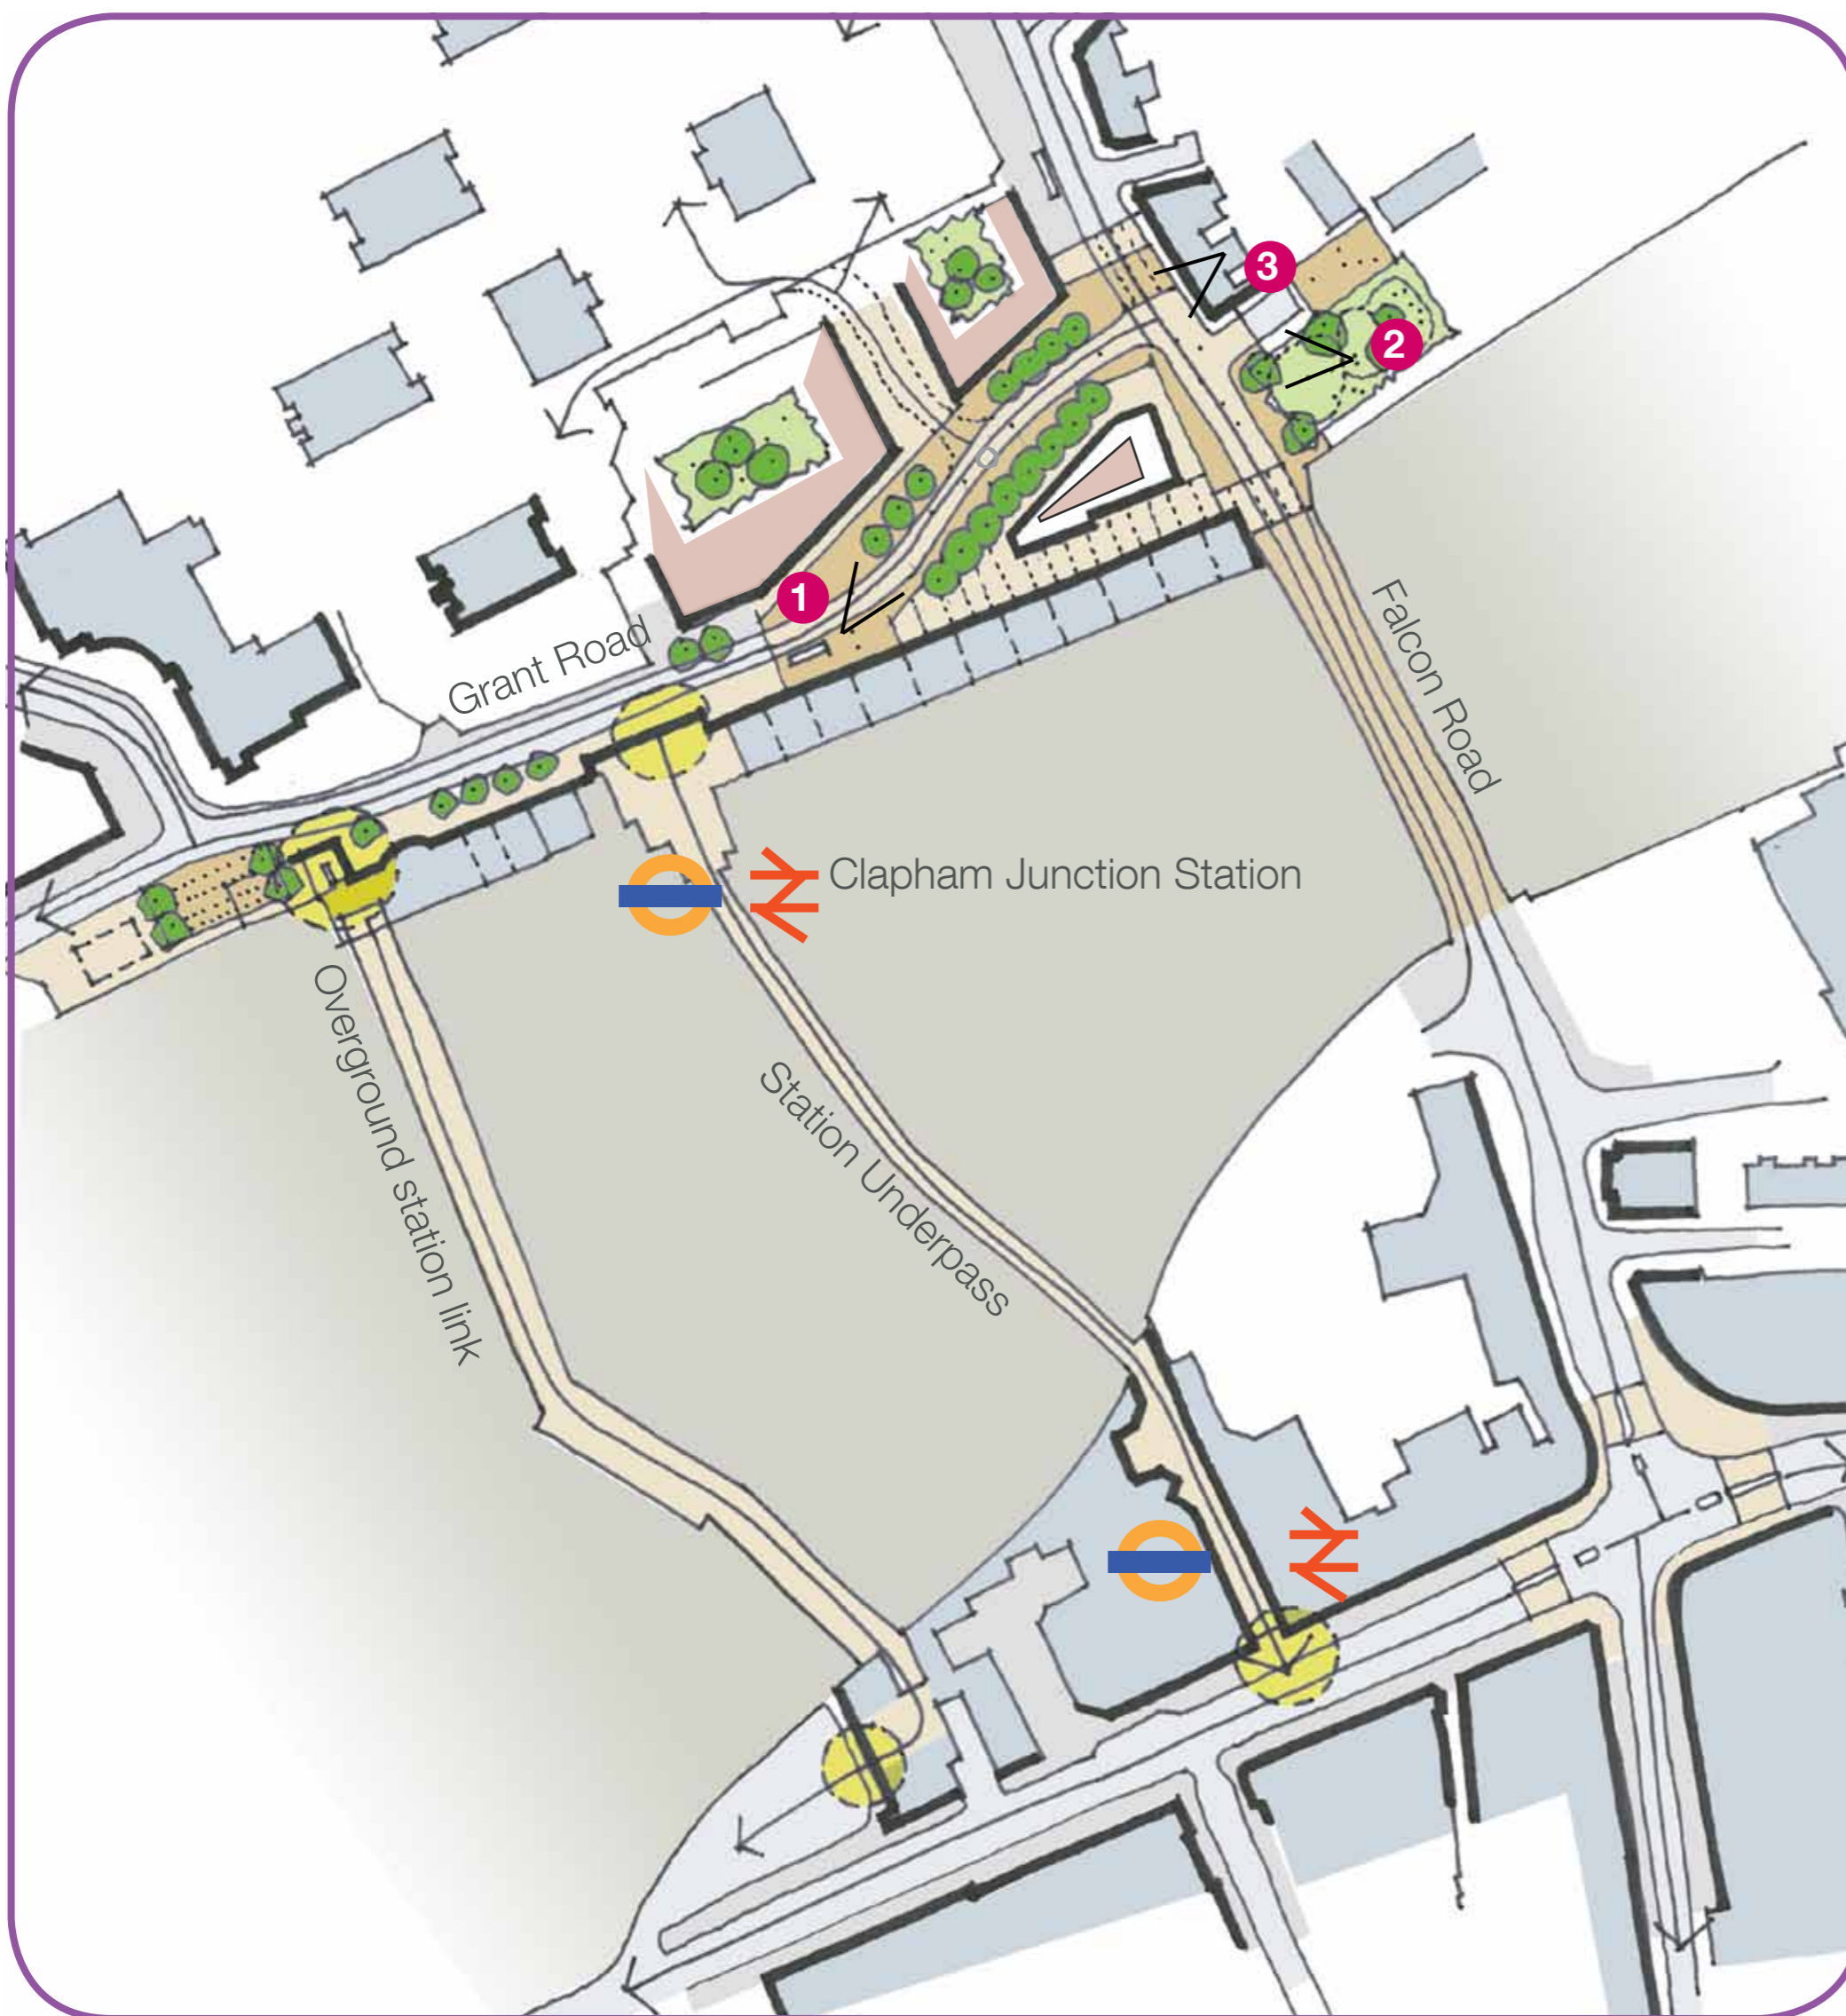 3
2
1
Grant Road
Falcon Road
Clapham Junction Station
Overground station link
Station Underpass